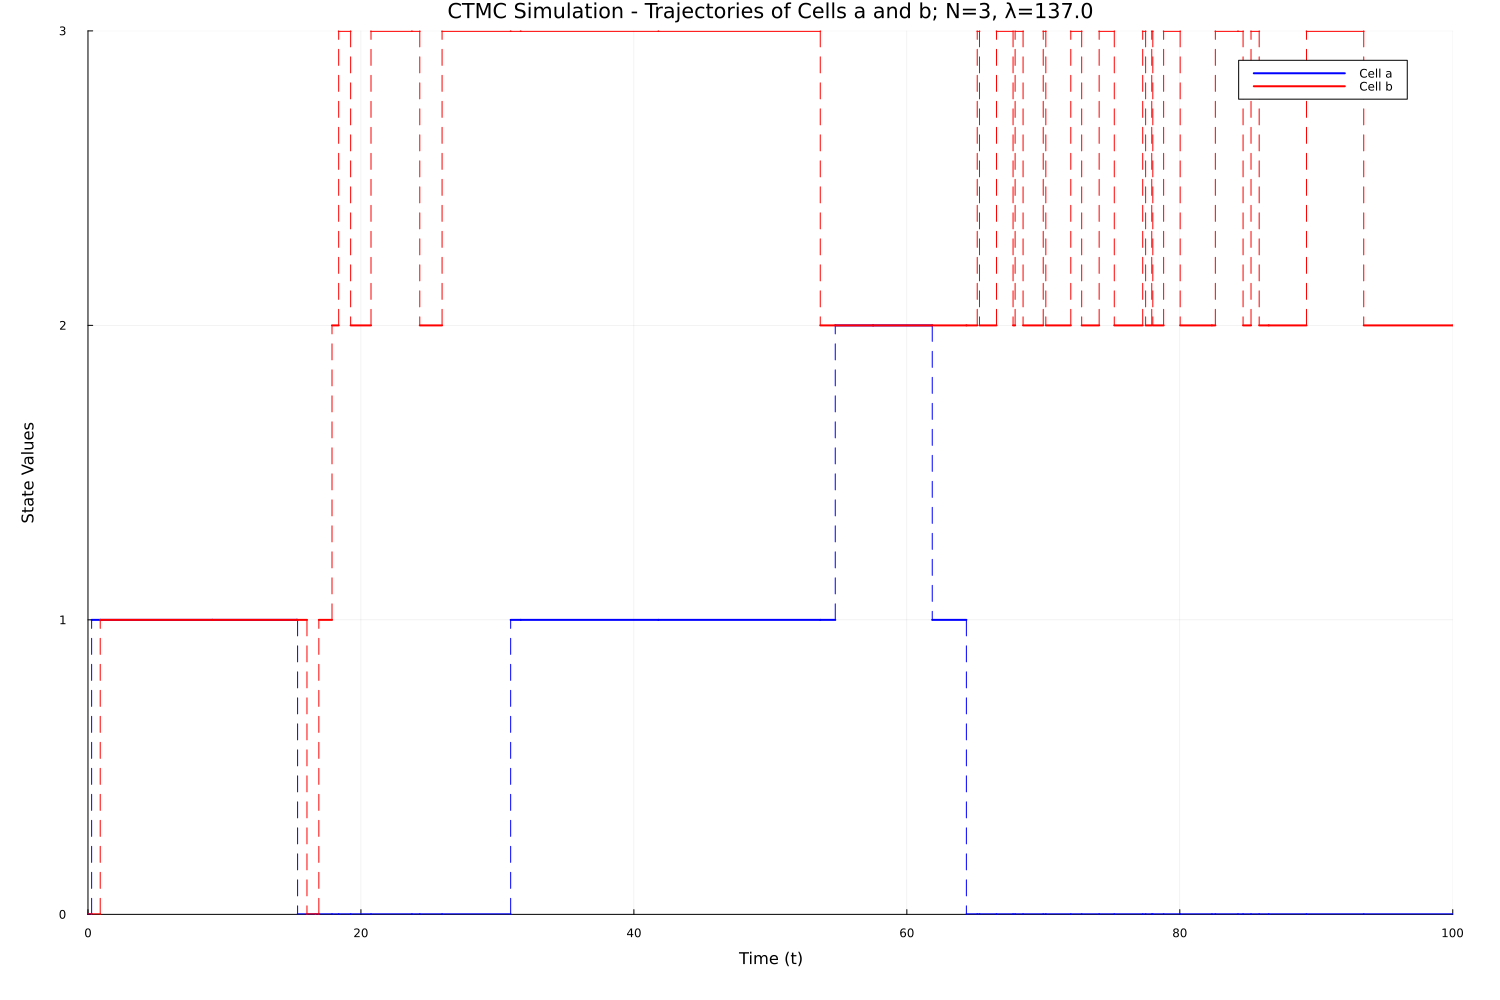 CTMC Simulation - Trajectories of Cells a and b; N=3, λ=137.0
3
Cell a
Cell b
2
State Values
1
0
0 20 40 60 80 100
Time (t)